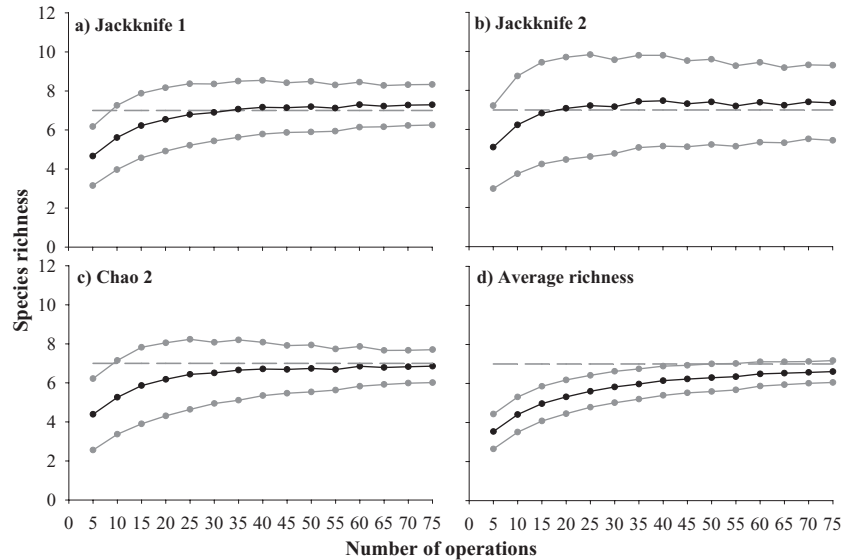 a) Jackknife 1
b) Jackknife 2
12
10
8
6
4
2
0
c) Chao 2
d) Average richness
12
10
8
6
4
2
0
Species richness
0 5 10 15 20 25 30 35 40 45 50 55 60 65 70 75
0 5 10 15 20 25 30 35 40 45 50 55 60 65 70 75
Number of operations